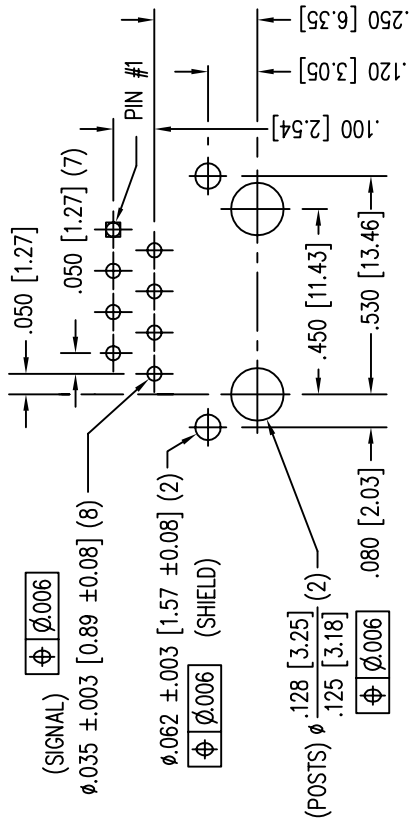 (SIGNAL)
⌖ Ø.006
ø.035 ±.003 [0.89 ±0.08] (8)
ø.062 ±.003 [1.57 ±0.08] (2)
⌖ Ø.006
(SHIELD)
(POSTS) ø .128 [3.25] (2)
.125 [3.18]
⌖ Ø.006
.050 [1.27]
.050 [1.27] (7)
PIN #1
.100 [2.54]
.120 [3.05]
.250 [6.35]
.450 [11.43]
.530 [13.46]
.080 [2.03]